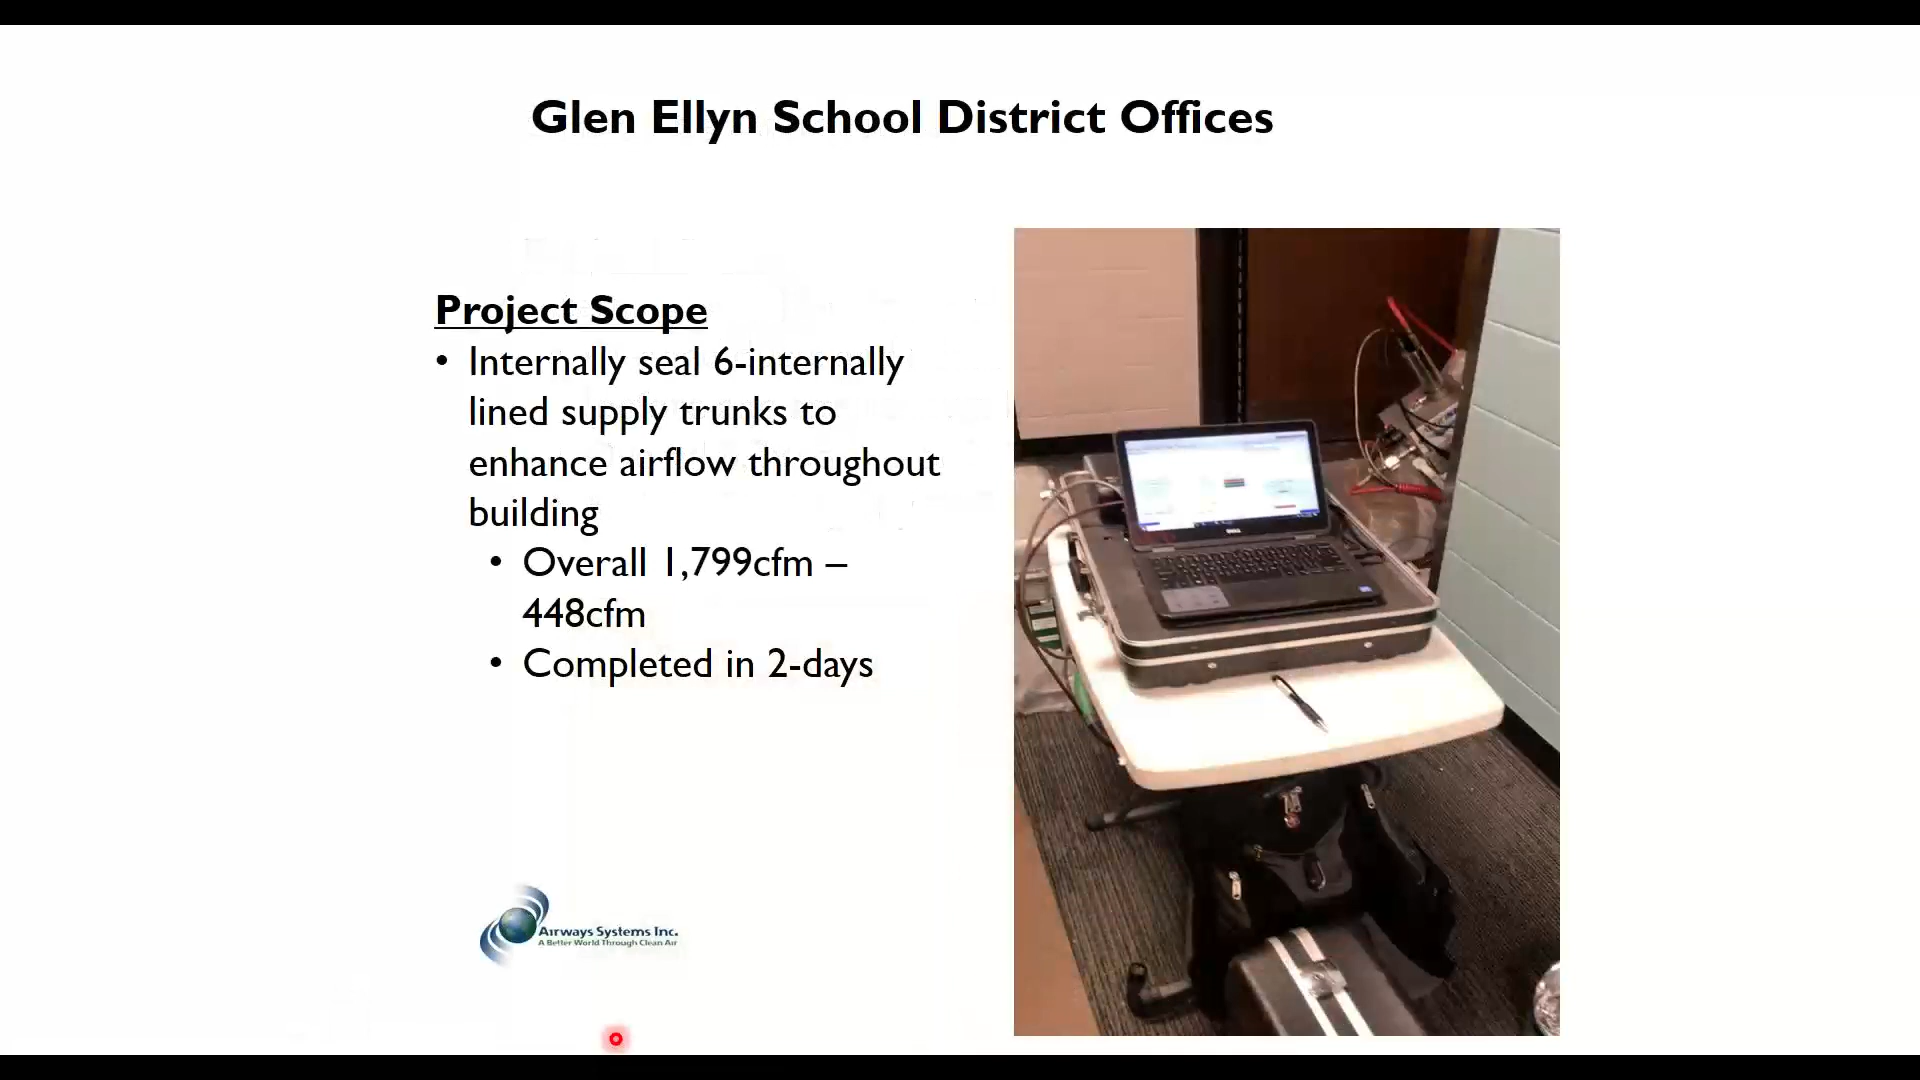 Glen Ellyn School District Offices
Project Scope
• Internally seal 6-internally
lined supply trunks to
enhance airflow throughout
building
• Overall 1,799cfm –
448cfm
• Completed in 2-days
Airways Systems Inc.
A Better World Through Clean Air